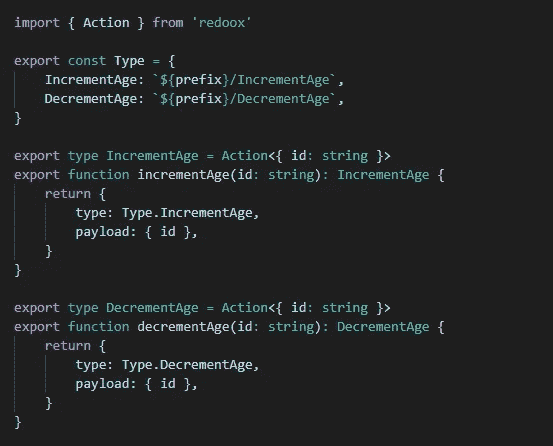 import { Action } from 'redoox'
export const Type = {
IncrementAge: `${prefix}/IncrementAge`,
DecrementAge: `${prefix}/DecrementAge`,
}
export type IncrementAge = Action<{ id: string }>
export function incrementAge(id: string): IncrementAge {
return {
type: Type.IncrementAge,
payload: { id },
}
}
export type DecrementAge = Action<{ id: string }>
export function decrementAge(id: string): DecrementAge {
return {
type: Type.DecrementAge,
payload: { id },
}
}